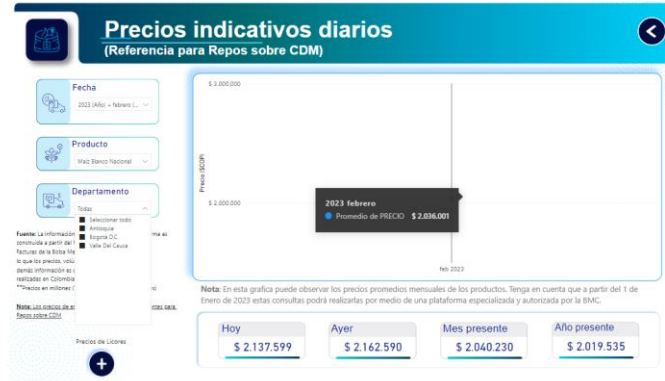 Precios indicativos diarios
(Referencia para Repos sobre CDM)
Fecha
2023 (Año) + febrero (...
Producto
Maíz Blanco Nacional
Departamento
Todas
Seleccionar todo
Antioquia
Bogotá D.C.
Valle Del Cauca
Fuente: La información
construida a partir del
Facturas de la Bolsa Me
lo que los precios, volú
demás información es
realizadas en Colombia
**Precios en millones (
Nota: Los precios de
Repos sobre CDM
Precios de Licores
+
$ 3.000.000
Precio ($COP)
$ 2.000.000
2023 febrero
Promedio de PRECIO $ 2.036.001
feb 2023
Nota: En esta grafica puede observar los precios promedios mensuales de los productos. Tenga en cuenta que a partir del 1 de
Enero de 2023 estas consultas podrá realizarlas por medio de una plataforma especializada y autorizada por la BMC.
Hoy
$ 2.137.599
Ayer
$ 2.162.590
Mes presente
$ 2.040.230
Año presente
$ 2.019.535